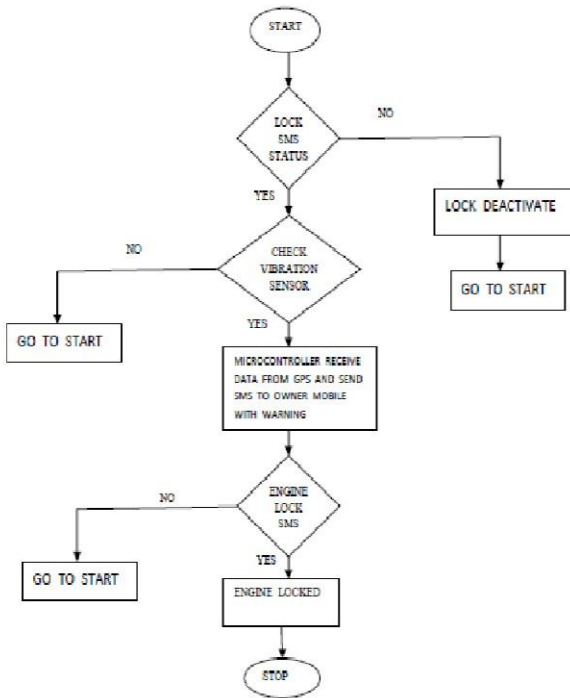 START
NO
LOCK
SMS
STATUS
YES
LOCK DEACTIVATE
NO
CHECK
VIBRATION
SENSOR
GO TO START
YES
GO TO START
MICROCONTROLLER RECEIVE
DATA FROM GPS AND SEND
SMS TO OWNER MOBILE
WITH WARNING
NO
ENGINE
LOCK
SMS
YES
GO TO START
ENGINE LOCKED
STOP